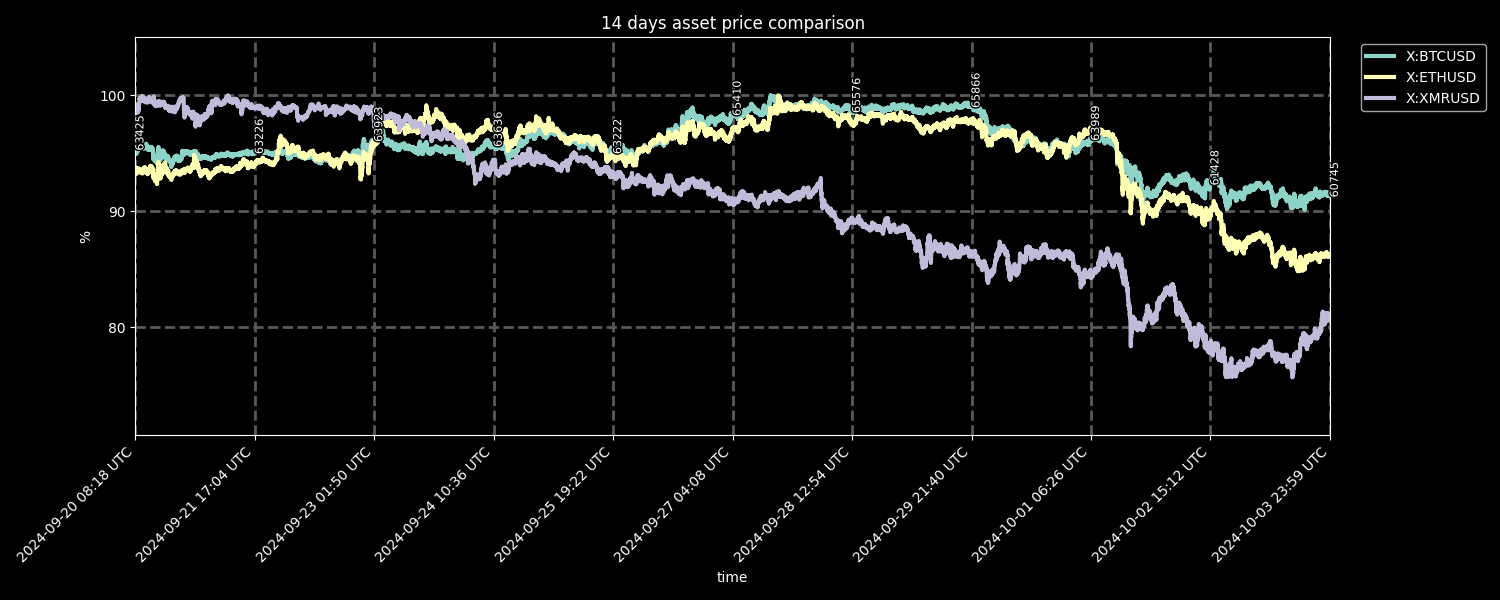 14 days asset price comparison
X:BTCUSD
X:ETHUSD
X:XMRUSD
100
90
80
%
63425
63226
63923
63636
63222
65410
65576
65866
63989
61428
60745
2024-09-20 08:18 UTC
2024-09-21 17:04 UTC
2024-09-23 01:50 UTC
2024-09-24 10:36 UTC
2024-09-25 19:22 UTC
2024-09-27 04:08 UTC
2024-09-28 12:54 UTC
2024-09-29 21:40 UTC
2024-10-01 06:26 UTC
2024-10-02 15:12 UTC
2024-10-03 23:59 UTC
time